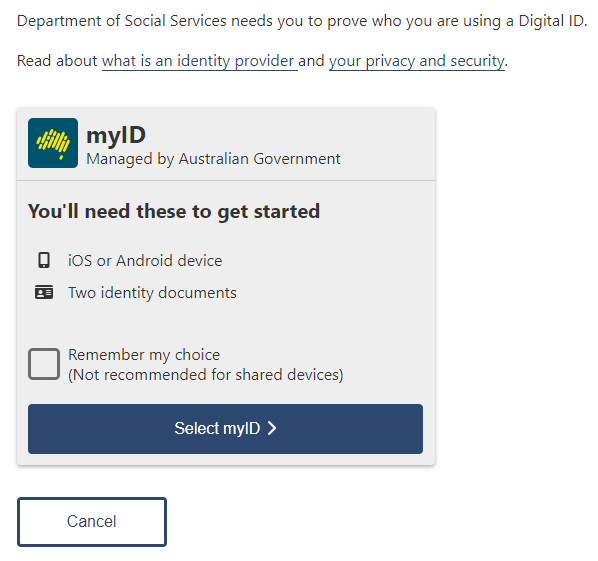 Department of Social Services needs you to prove who you are using a Digital ID.
Read about what is an identity provider and your privacy and security.
myID
Managed by Australian Government
You'll need these to get started
iOS or Android device
Two identity documents
Remember my choice
(Not recommended for shared devices)
Select myID
Cancel